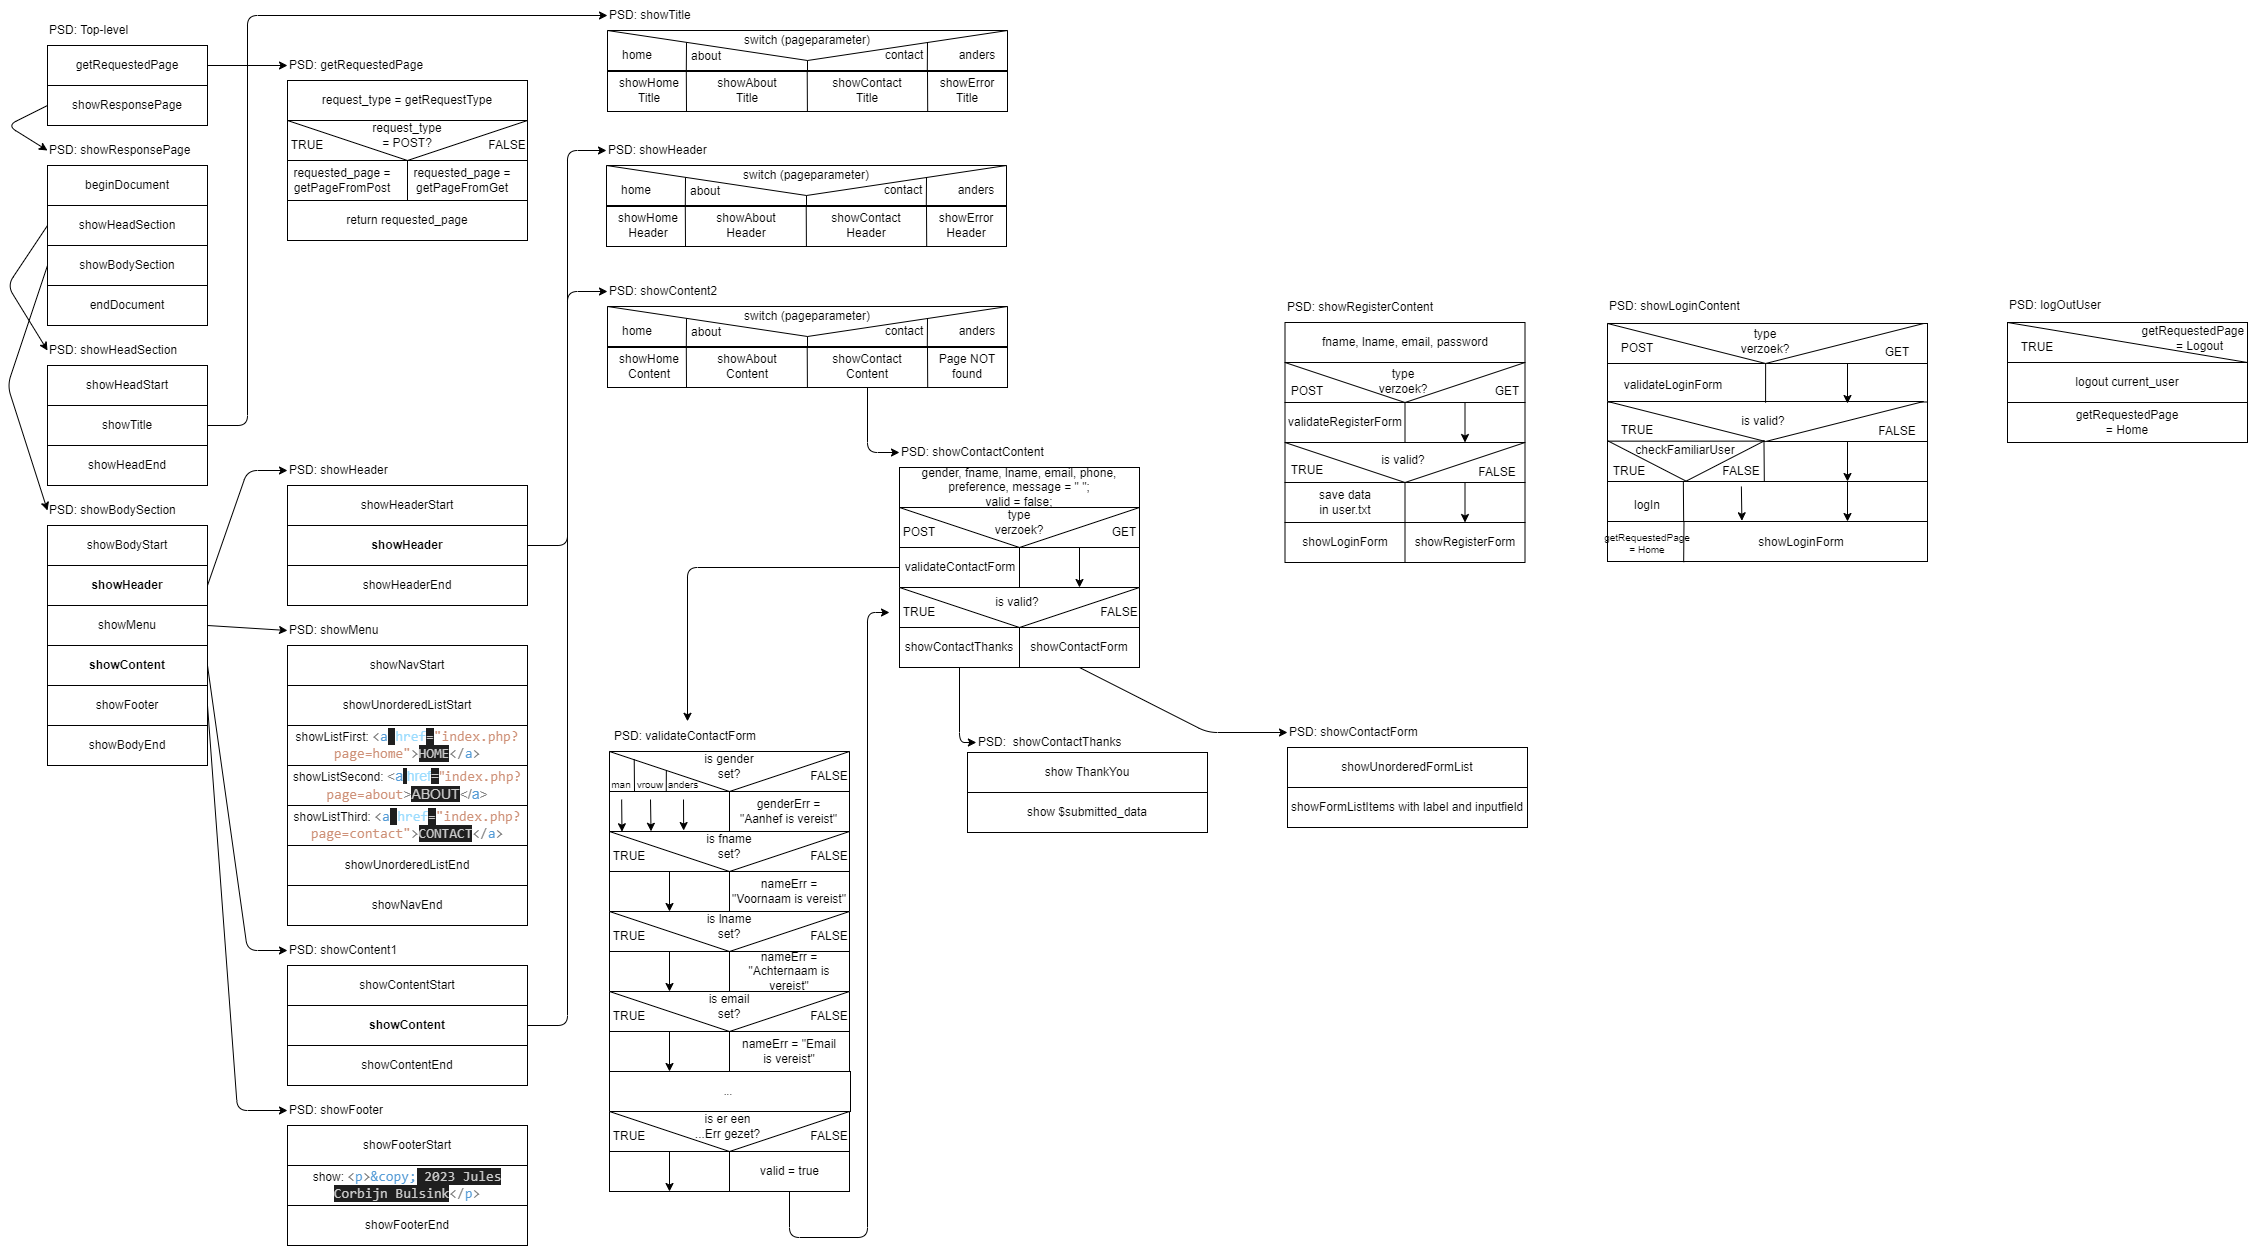 PSD: Top-level
getRequestedPage
showResponsePage
PSD: showResponsePage
beginDocument
showHeadSection
showBodySection
endDocument
PSD: showHeadSection
showHeadStart
showTitle
showHeadEnd
PSD: showBodySection
showBodyStart
showHeader
showMenu
showContent
showFooter
showBodyEnd
PSD: getRequestedPage
request_type = getRequestType
request_type
= POST?
TRUE
FALSE
requested_page =
getPageFromPost
requested_page =
getPageFromGet
return requested_page
PSD: showHeader
showHeaderStart
showHeader
showHeaderEnd
PSD: showMenu
showNavStart
showUnorderedListStart
showListFirst: <a href="index.php?
page=home">HOME</a>
showListSecond: <a href="index.php?
page=about>ABOUT</a>
showListThird: <a href="index.php?
page=contact">CONTACT</a>
showUnorderedListEnd
showNavEnd
PSD: showContent1
showContentStart
showContent
showContentEnd
PSD: showFooter
showFooterStart
show: <p>&copy; 2023 Jules
Corbijn Bulsink</p>
showFooterEnd
PSD: showTitle
switch (pageparameter)
home
about
contact
anders
showHome
Title
showAbout
Title
showContact
Title
showError
Title
PSD: showHeader
switch (pageparameter)
home
about
contact
anders
showHome
Header
showAbout
Header
showContact
Header
showError
Header
PSD: showContent2
switch (pageparameter)
home
about
contact
anders
showHome
Content
showAbout
Content
showContact
Content
Page NOT
found
PSD: showContactContent
gender, fname, lname, email, phone,
preference, message = " ";
valid = false;
type
verzoek?
POST
GET
validateContactForm
is valid?
TRUE
FALSE
showContactThanks
showContactForm
PSD: validateContactForm
is gender
set?
man
vrouw
anders
FALSE
genderErr =
"Aanhef is vereist"
is fname
set?
TRUE
FALSE
nameErr =
"Voornaam is vereist"
is lname
set?
TRUE
FALSE
nameErr =
"Achternaam is
vereist"
is email
set?
TRUE
FALSE
nameErr = "Email
is vereist"
...
is er een
...Err gezet?
TRUE
FALSE
valid = true
PSD: showContactThanks
show ThankYou
show $submitted_data
PSD: showContactForm
showUnorderedFormList
showFormListItems with label and inputfield
PSD: showRegisterContent
fname, lname, email, password
type
verzoek?
POST
GET
validateRegisterForm
is valid?
TRUE
FALSE
save data
in user.txt
showLoginForm
showRegisterForm
PSD: showLoginContent
type
verzoek?
POST
GET
validateLoginForm
is valid?
TRUE
FALSE
checkFamiliarUser
TRUE
FALSE
logIn
getRequestedPage
= Home
showLoginForm
PSD: logOutUser
getRequestedPage
= Logout
TRUE
logout current_user
getRequestedPage
= Home